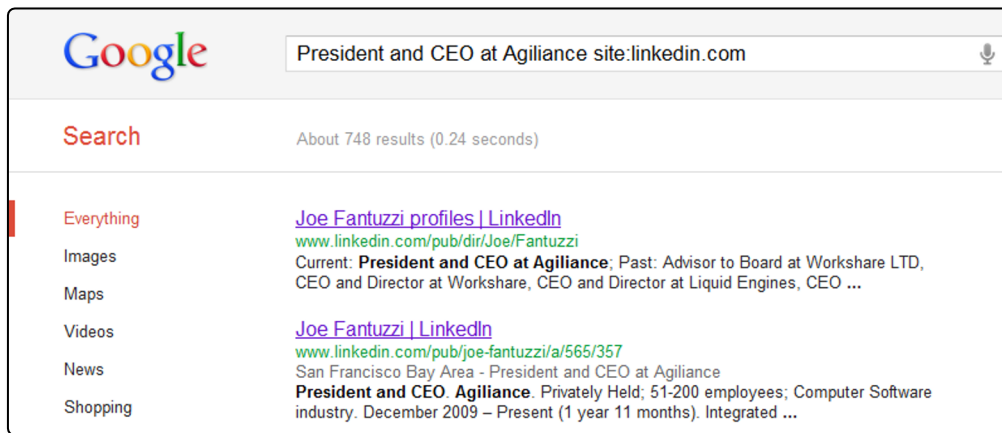 Google
President and CEO at Agiliance site:linkedin.com
Search
About 748 results (0.24 seconds)
Everything
Images
Maps
Videos
News
Shopping
Joe Fantuzzi profiles | LinkedIn
www.linkedin.com/pub/dir/Joe/Fantuzzi
Current: President and CEO at Agiliance; Past: Advisor to Board at Workshare LTD,
CEO and Director at Workshare, CEO and Director at Liquid Engines, CEO ...
Joe Fantuzzi | LinkedIn
www.linkedin.com/pub/joe-fantuzzi/a/565/357
San Francisco Bay Area - President and CEO at Agiliance
President and CEO. Agiliance. Privately Held; 51-200 employees; Computer Software
industry. December 2009 – Present (1 year 11 months). Integrated ...